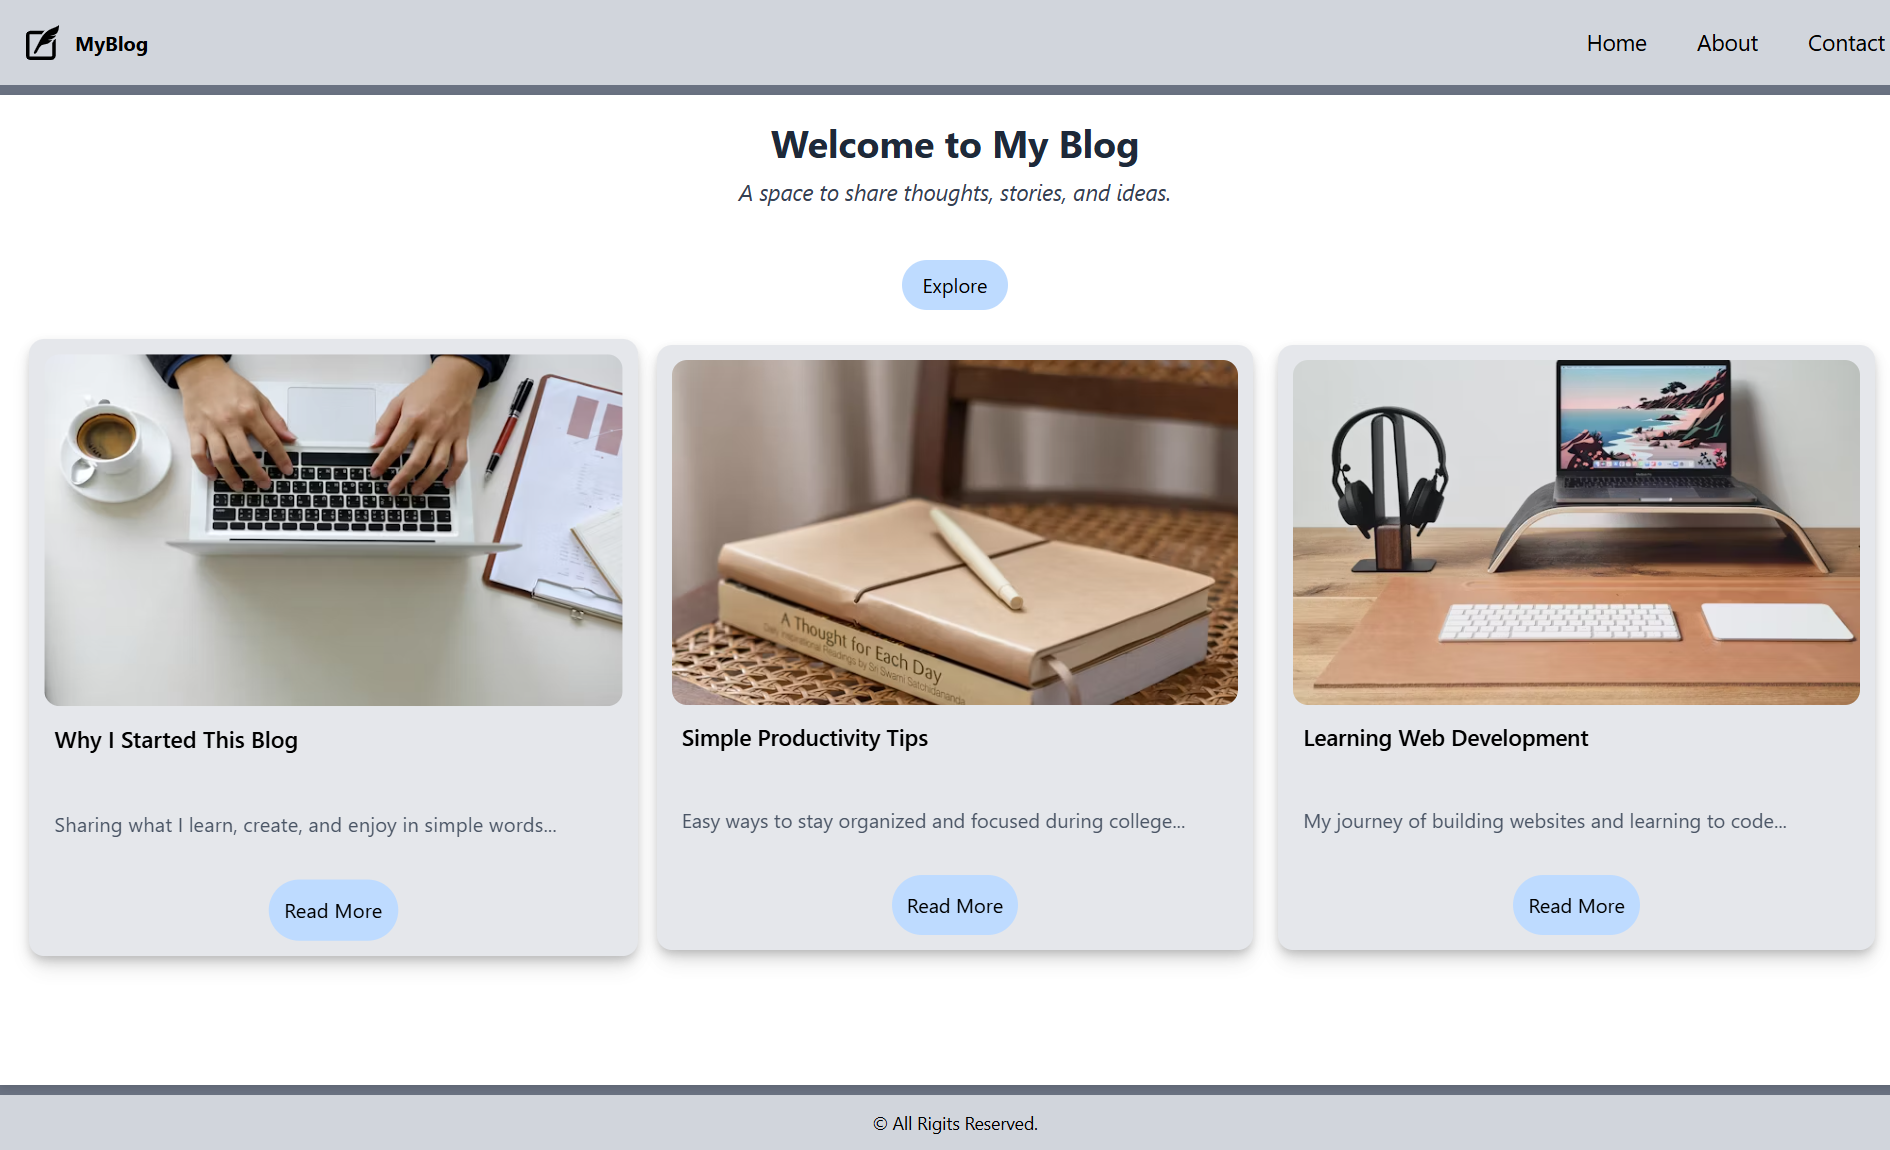 MyBlog
Home About Contact
Welcome to My Blog
A space to share thoughts, stories, and ideas.
Explore
A Thought for Each Day
Daily Inspirational Readings by Sri Swami Satchidananda
Why I Started This Blog
Sharing what I learn, create, and enjoy in simple words...
Read More
Simple Productivity Tips
Easy ways to stay organized and focused during college...
Read More
Learning Web Development
My journey of building websites and learning to code...
Read More
© All Rigits Reserved.